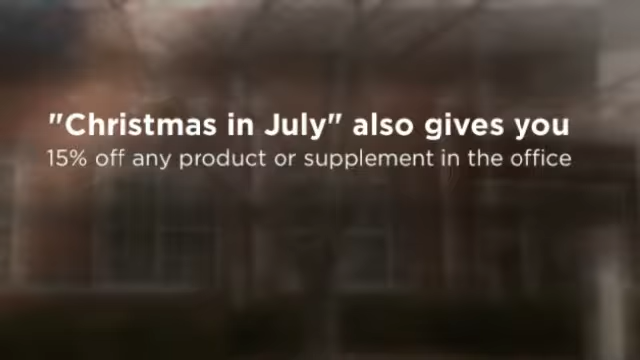 "Christmas in July" also gives you
15% off any product or supplement in the office